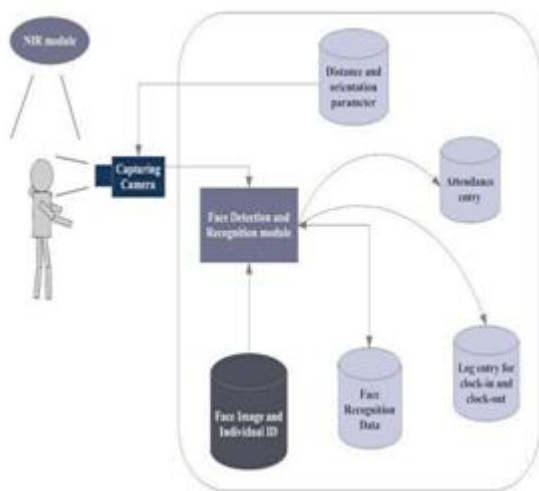 NIR module
Distance and
orientation
parameter
Capturing
Camera
Attendance
entry
Face Detection and
Recognition module
Log entry for
clock-in and
clock-out
Face Image and
Individual ID
Face
Recognition
Data